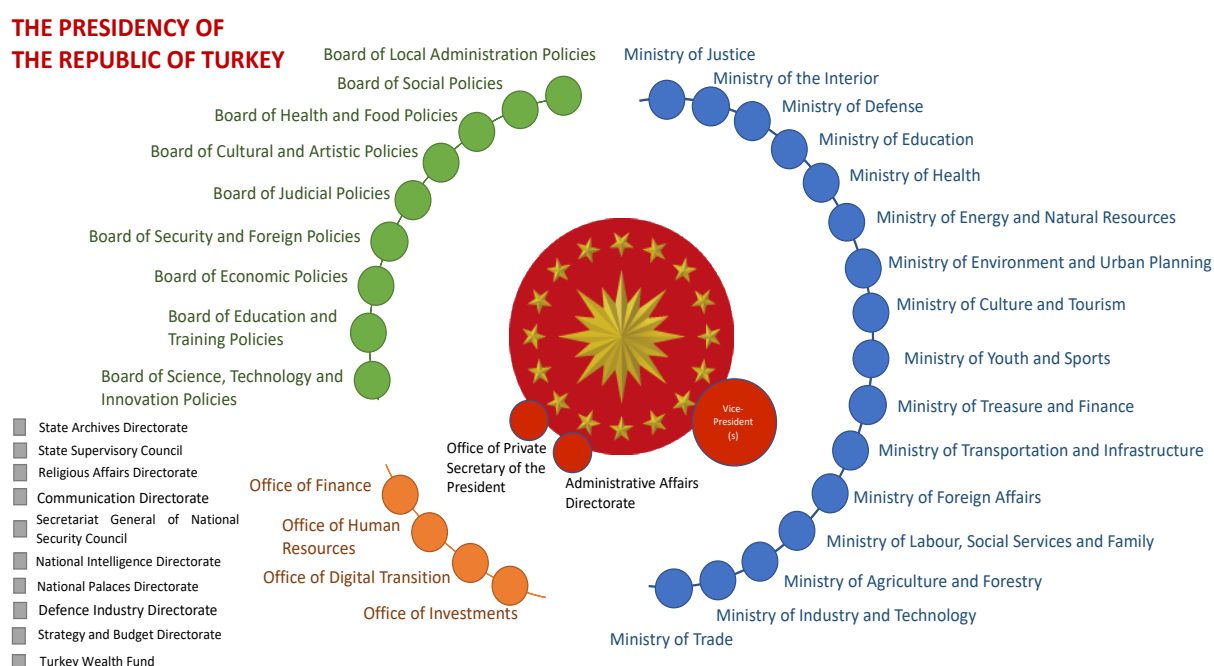 THE PRESIDENCY OF
THE REPUBLIC OF TURKEY
Board of Local Administration Policies
Board of Social Policies
Board of Health and Food Policies
Board of Cultural and Artistic Policies
Board of Judicial Policies
Board of Security and Foreign Policies
Board of Economic Policies
Board of Education and
Training Policies
Board of Science, Technology and
Innovation Policies
Ministry of Justice
Ministry of the Interior
Ministry of Defense
Ministry of Education
Ministry of Health
Ministry of Energy and Natural Resources
Ministry of Environment and Urban Planning
Ministry of Culture and Tourism
Ministry of Youth and Sports
Ministry of Treasure and Finance
Ministry of Transportation and Infrastructure
Ministry of Foreign Affairs
Ministry of Labour, Social Services and Family
Ministry of Agriculture and Forestry
Ministry of Industry and Technology
Ministry of Trade
Vice-
President
(s)
Office of Private
Secretary of the
President
Administrative Affairs
Directorate
Office of Finance
Office of Human
Resources
Office of Digital Transition
Office of Investments
State Archives Directorate
State Supervisory Council
Religious Affairs Directorate
Communication Directorate
Secretariat General of National
Security Council
National Intelligence Directorate
National Palaces Directorate
Defence Industry Directorate
Strategy and Budget Directorate
Turkey Wealth Fund